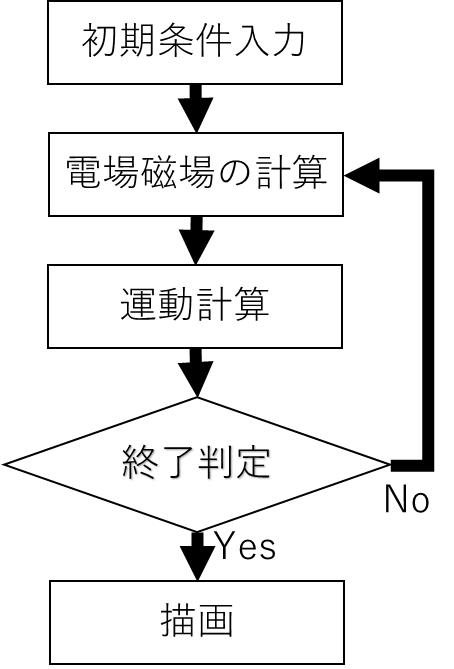 初期条件入力
電場磁場の計算
運動計算
終了判定
No
Yes
描画